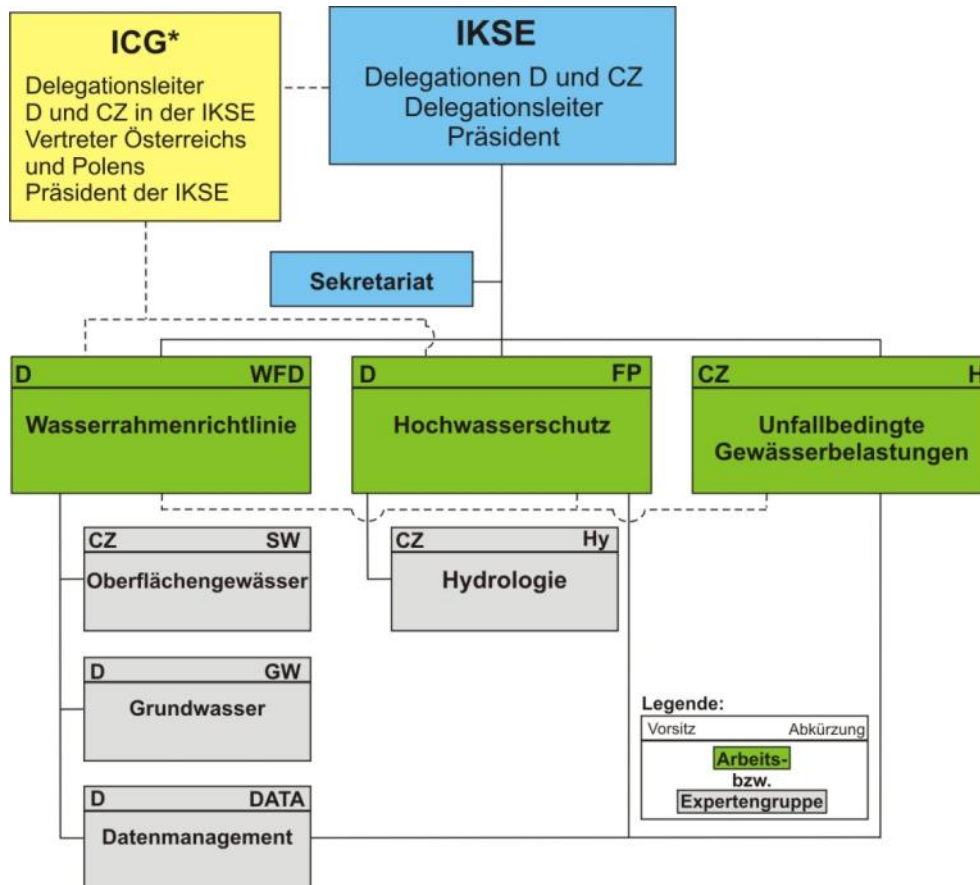 ICG*
Delegationsleiter
D und CZ in der IKSE
Vertreter Österreichs
und Polens
Präsident der IKSE
IKSE
Delegationen D und CZ
Delegationsleiter
Präsident
Sekretariat
D WFD
Wasserrahmenrichtlinie
D FP
Hochwasserschutz
CZ H
Unfallbedingte
Gewässerbelastungen
CZ SW
Oberflächengewässer
CZ Hy
Hydrologie
D GW
Grundwasser
D DATA
Datenmanagement
Legende:
Vorsitz Abkürzung
Arbeits-
bzw.
Expertengruppe